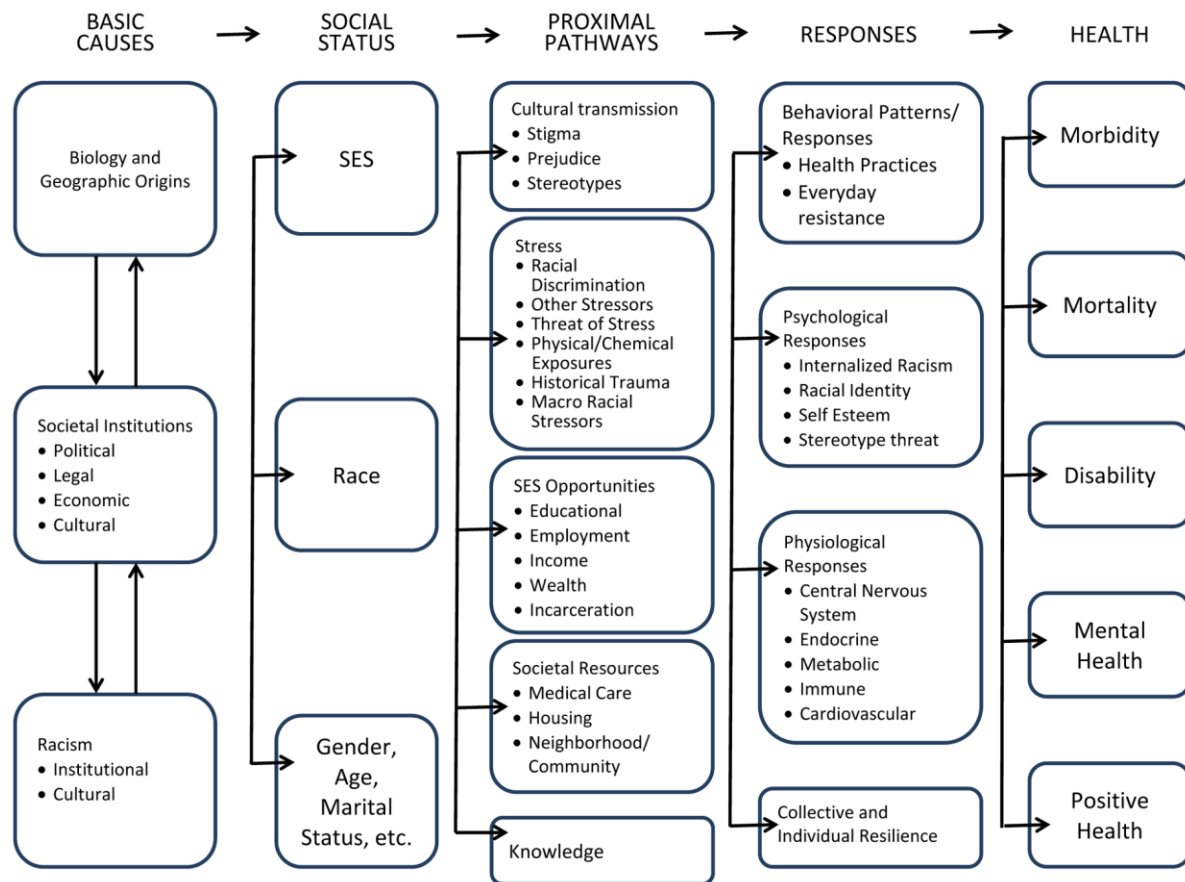 BASIC
CAUSES
SOCIAL
STATUS
PROXIMAL
PATHWAYS
RESPONSES
HEALTH
Biology and
Geographic Origins
Societal Institutions
• Political
• Legal
• Economic
• Cultural
Racism
• Institutional
• Cultural
SES
Race
Gender,
Age,
Marital
Status, etc.
Cultural transmission
• Stigma
• Prejudice
• Stereotypes
Stress
• Racial
Discrimination
• Other Stressors
• Threat of Stress
• Physical/Chemical
Exposures
• Historical Trauma
• Macro Racial
Stressors
SES Opportunities
• Educational
• Employment
• Income
• Wealth
• Incarceration
Societal Resources
• Medical Care
• Housing
• Neighborhood/
Community
Knowledge
Behavioral Patterns/
Responses
• Health Practices
• Everyday
resistance
Psychological
Responses
• Internalized Racism
• Racial Identity
• Self Esteem
• Stereotype threat
Physiological
Responses
• Central Nervous
System
• Endocrine
• Metabolic
• Immune
• Cardiovascular
Collective and
Individual Resilience
Morbidity
Mortality
Disability
Mental
Health
Positive
Health